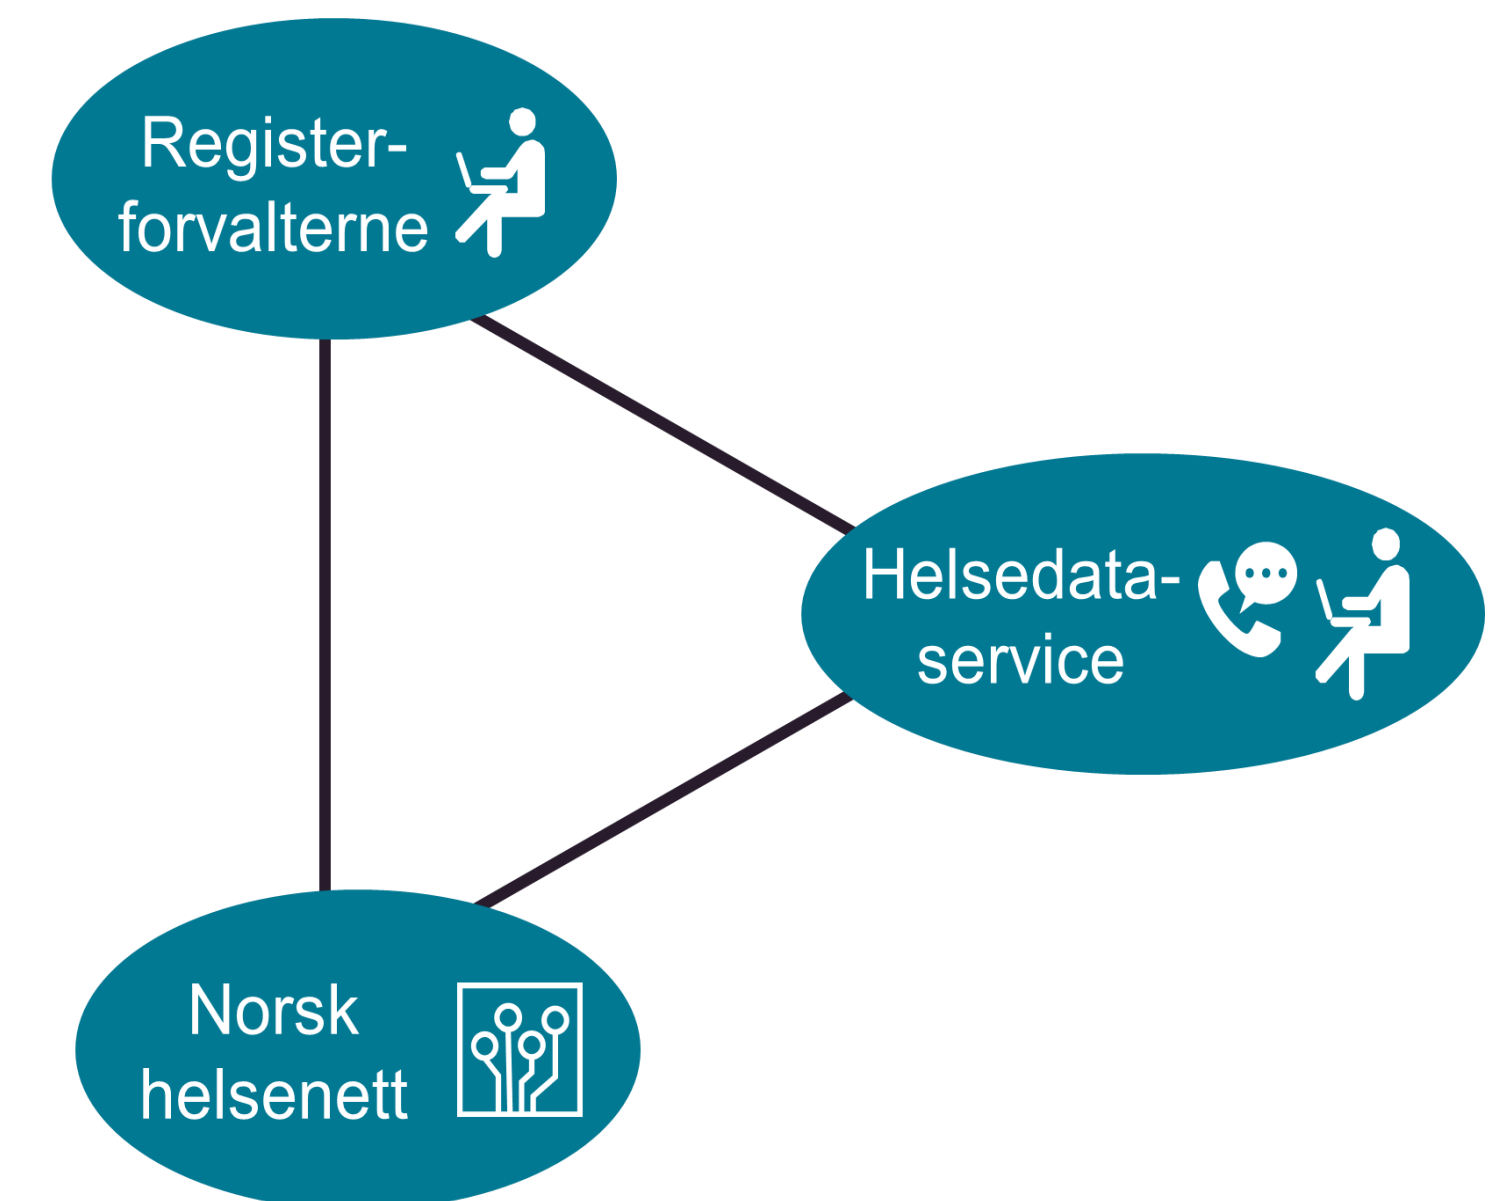 Register-
forvalterne
Helsedata-
service
Norsk
helsenett